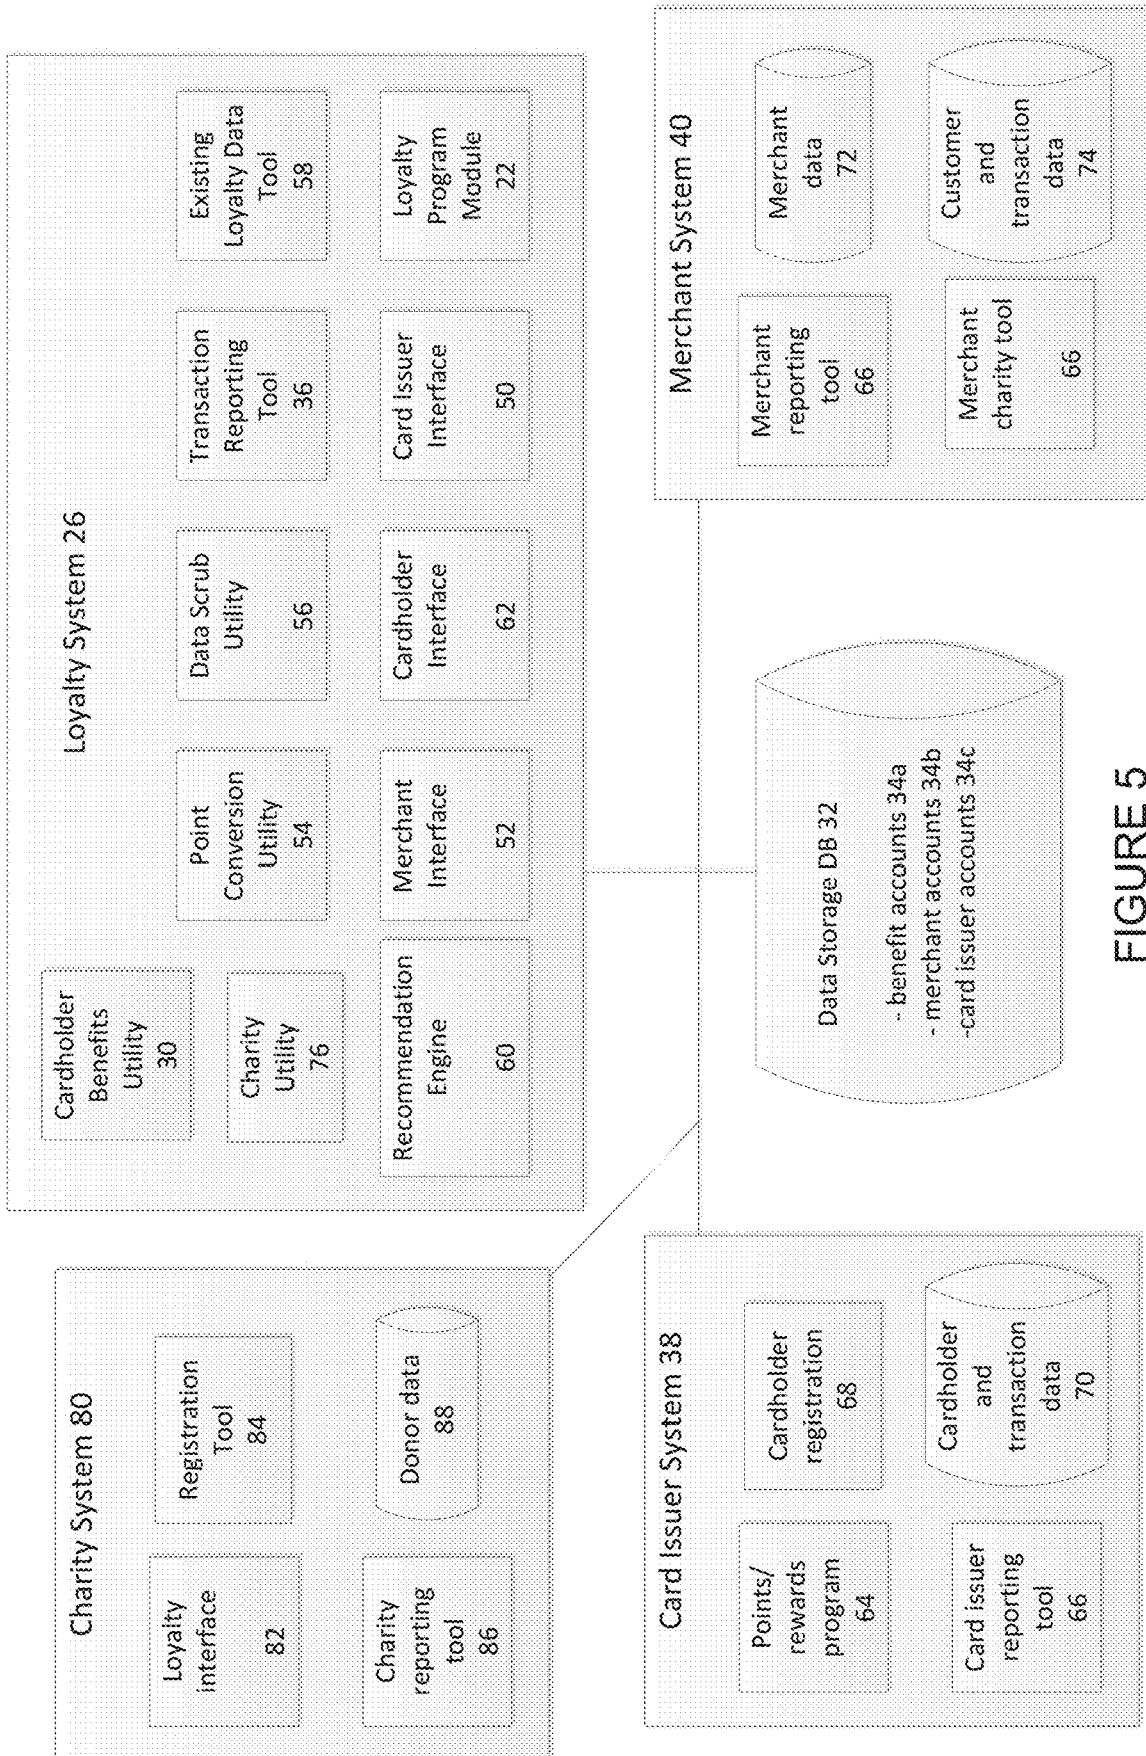 Charity System 80
Loyalty
interface
82
Registration
Tool
84
Charity
reporting
tool
86
Donor data
88
Loyalty System 26
Cardholder
Benefits
Utility
30
Charity
Utility
76
Point
Conversion
Utility
54
Data Scrub
Utility
56
Transaction
Reporting
Tool
36
Existing
Loyalty Data
Tool
58
Recommendation
Engine
60
Merchant
Interface
52
Cardholder
Interface
62
Card Issuer
Interface
50
Loyalty
Program
Module
22
Card Issuer System 38
Points/
rewards
program
64
Cardholder
registration
68
Card issuer
reporting
tool
66
Cardholder
and
transaction
data
70
Data Storage DB 32
- benefit accounts 34a
- merchant accounts 34b
-card issuer accounts 34c
Merchant System 40
Merchant
reporting
tool
66
Merchant
data
72
Merchant
charity tool
66
Customer
and
transaction
data
74
FIGURE 5